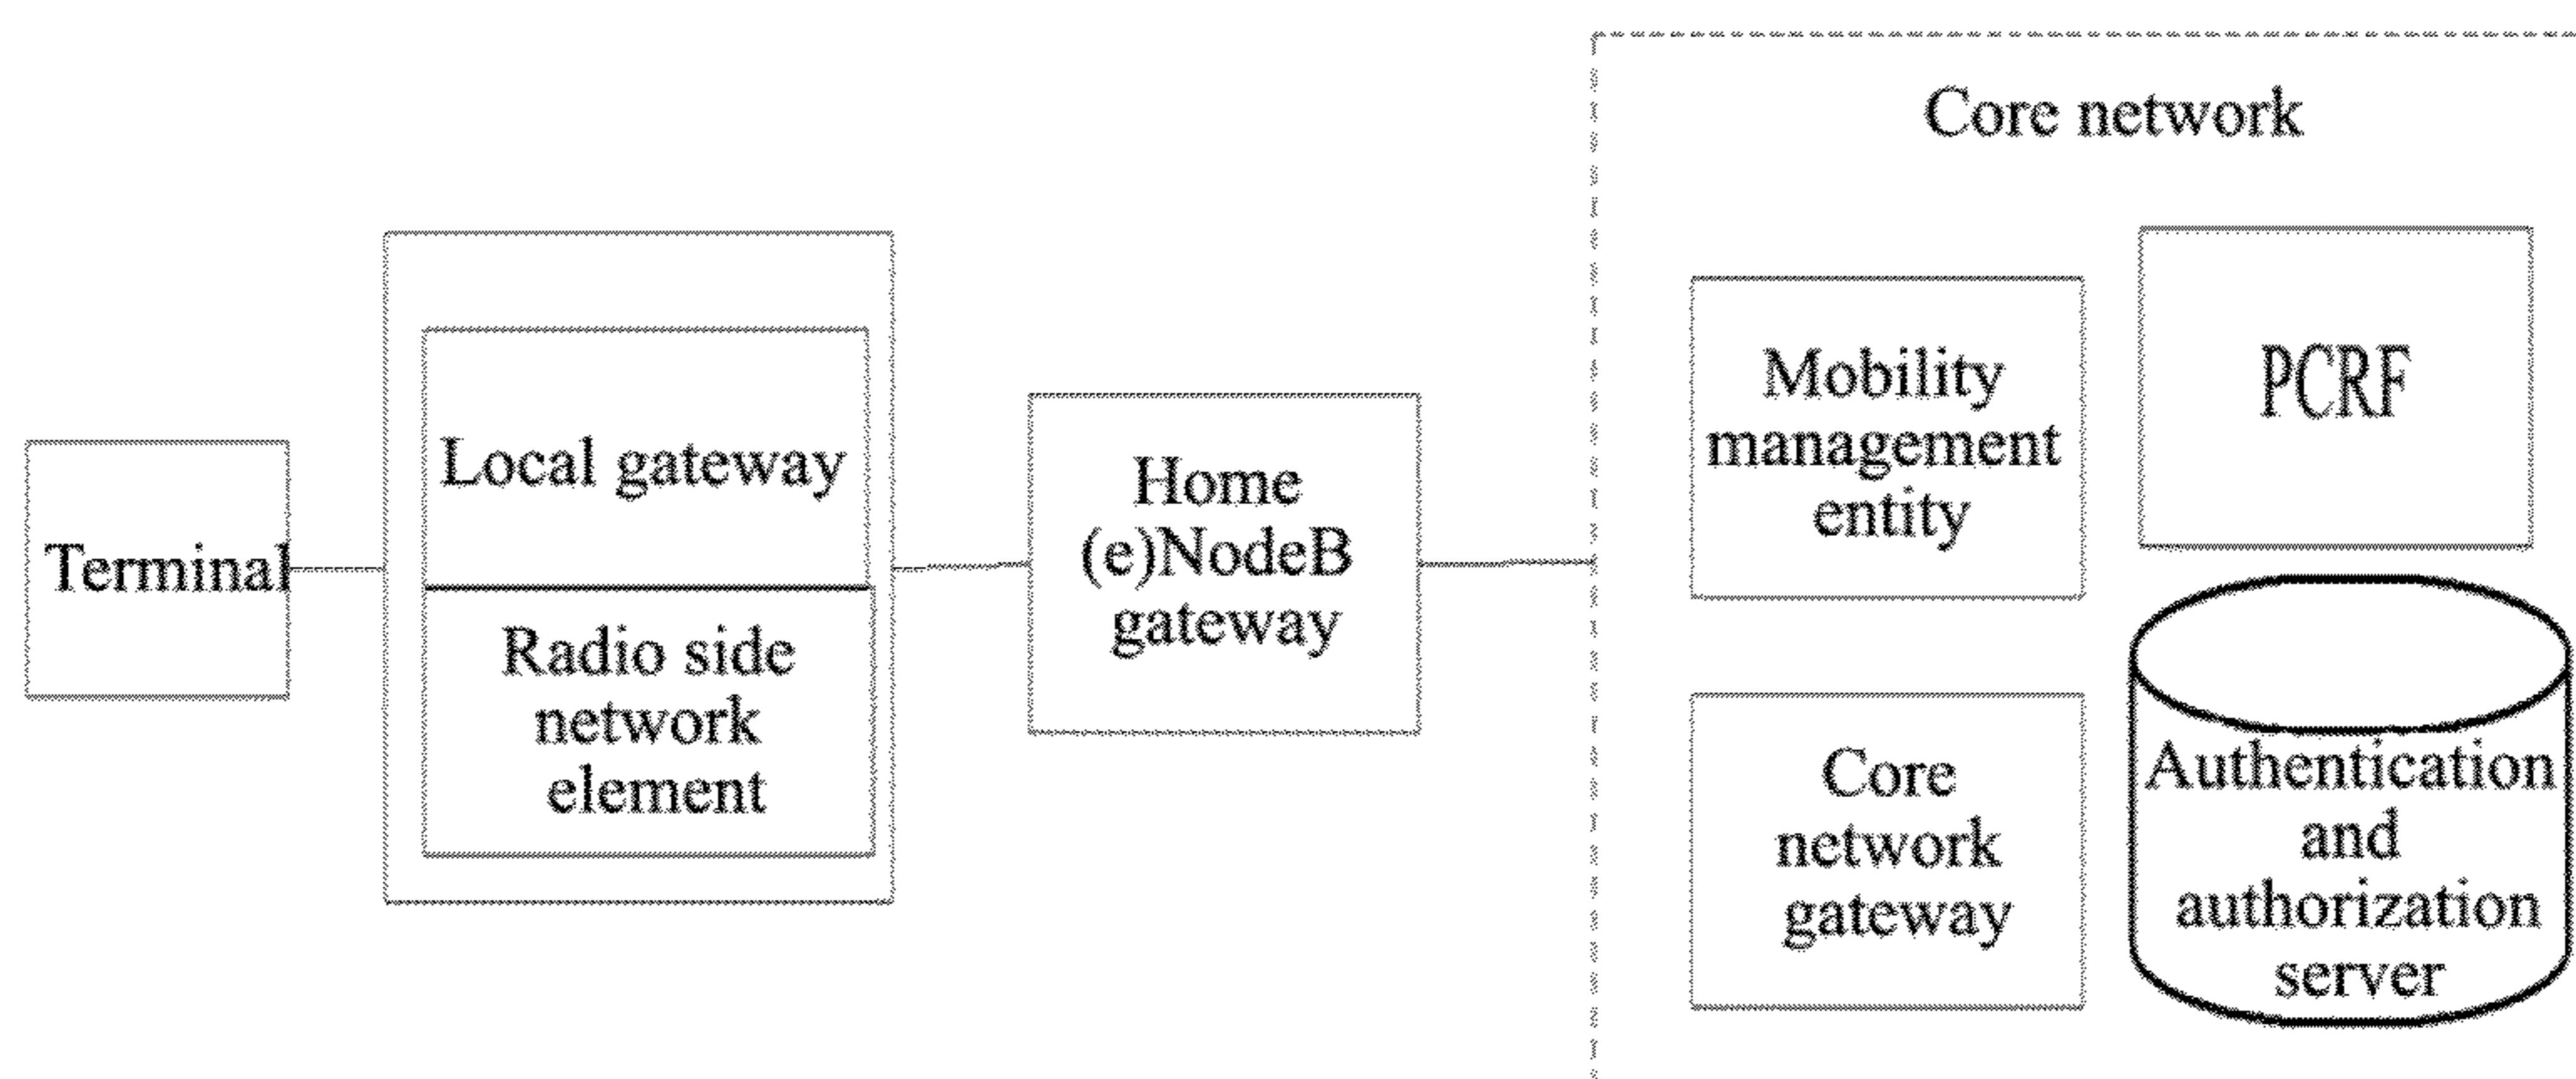 Core network
Terminal
Local gateway
Radio side
network
element
Home
(e)NodeB
gateway
Mobility
management
entity
PCRF
Core
network
gateway
Authentication
and
authorization
server